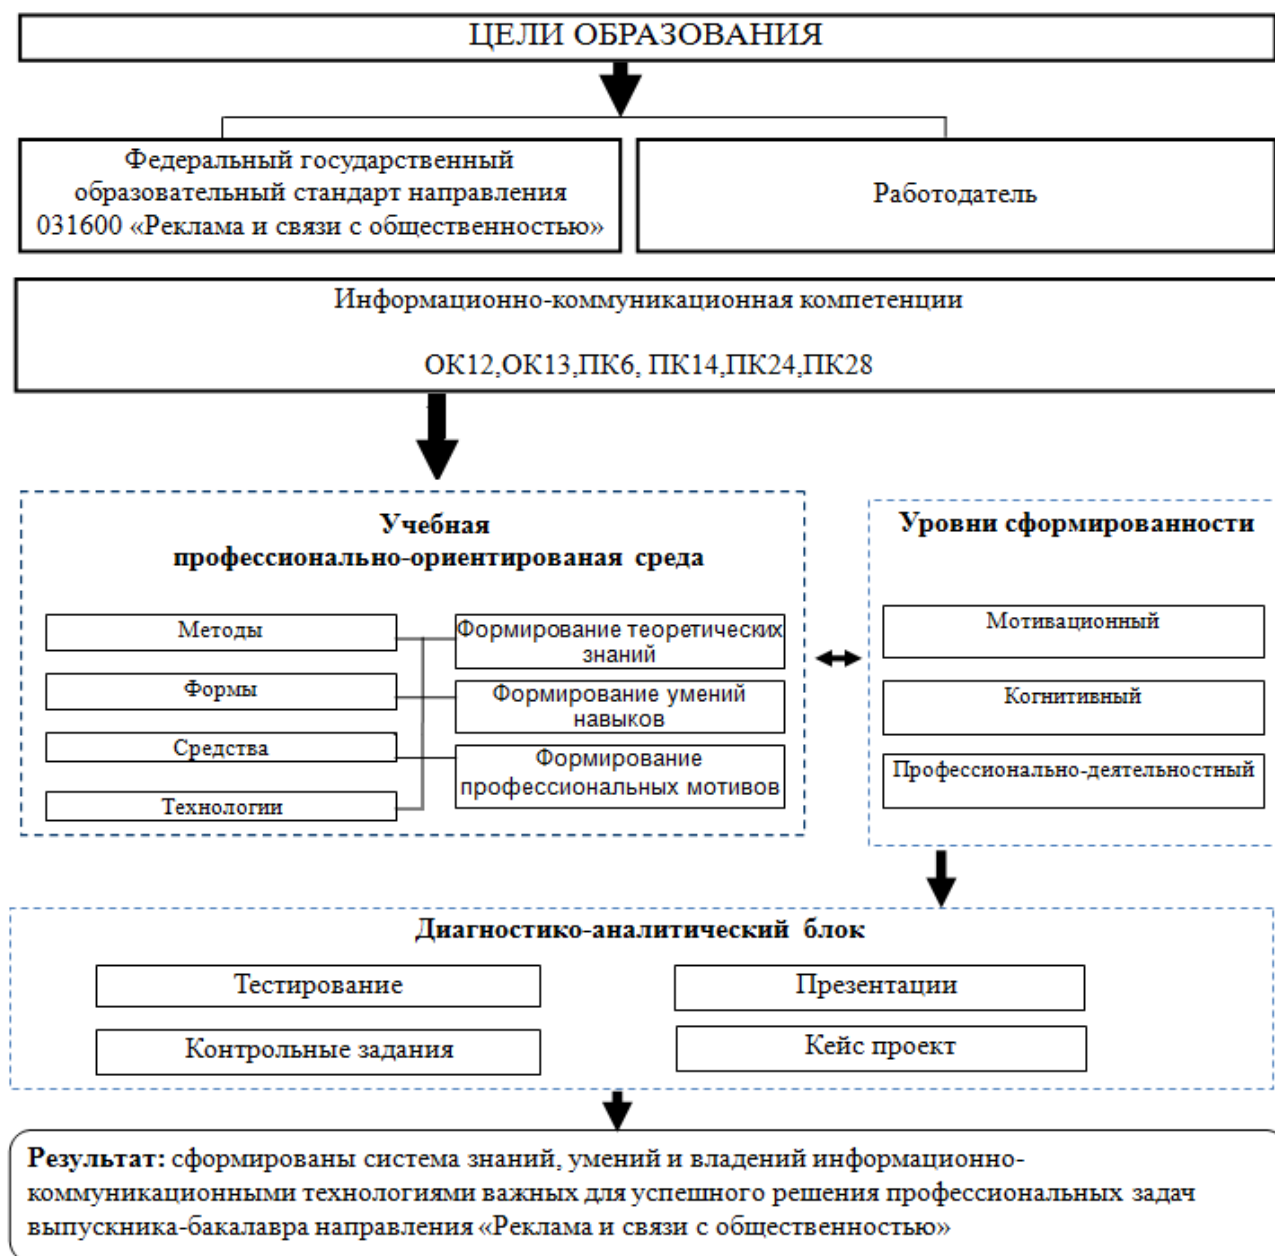 ЦЕЛИ ОБРАЗОВАНИЯ
Федеральный государственный
образовательный стандарт направления
031600 «Реклама и связи с общественностью»
Работодатель
Информационно-коммуникационная компетенции
ОК12,ОК13,ПК6, ПК14,ПК24,ПК28
Учебная
профессионально-ориентированая среда
Методы
Формы
Средства
Технологии
Формирование теоретических
знаний
Формирование умений
навыков
Формирование
профессиональных мотивов
Уровни сформированности
Мотивационный
Когнитивный
Профессионально-деятельностный
Диагностико-аналитический блок
Тестирование
Презентации
Контрольные задания
Кейс проект
Результат: сформированы система знаний, умений и владений информационно-
коммуникационными технологиями важных для успешного решения профессиональных задач
выпускника-бакалавра направления «Реклама и связи с общественностью»